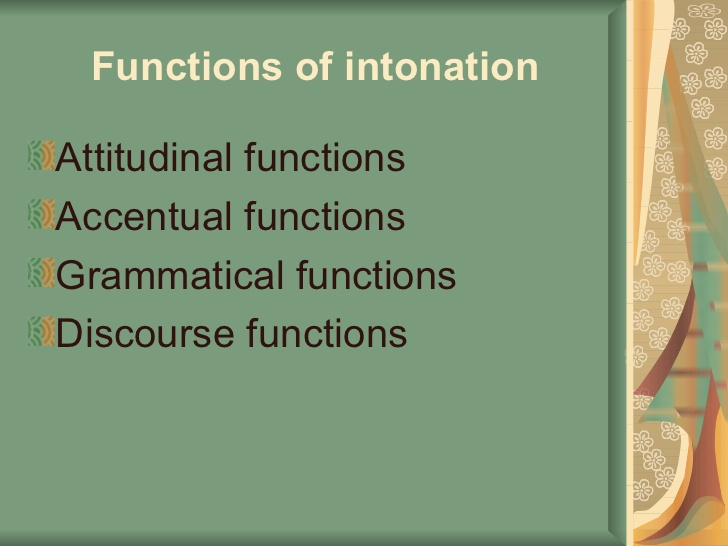 Functions of intonation
Attitudinal functions
Accentual functions
Grammatical functions
Discourse functions